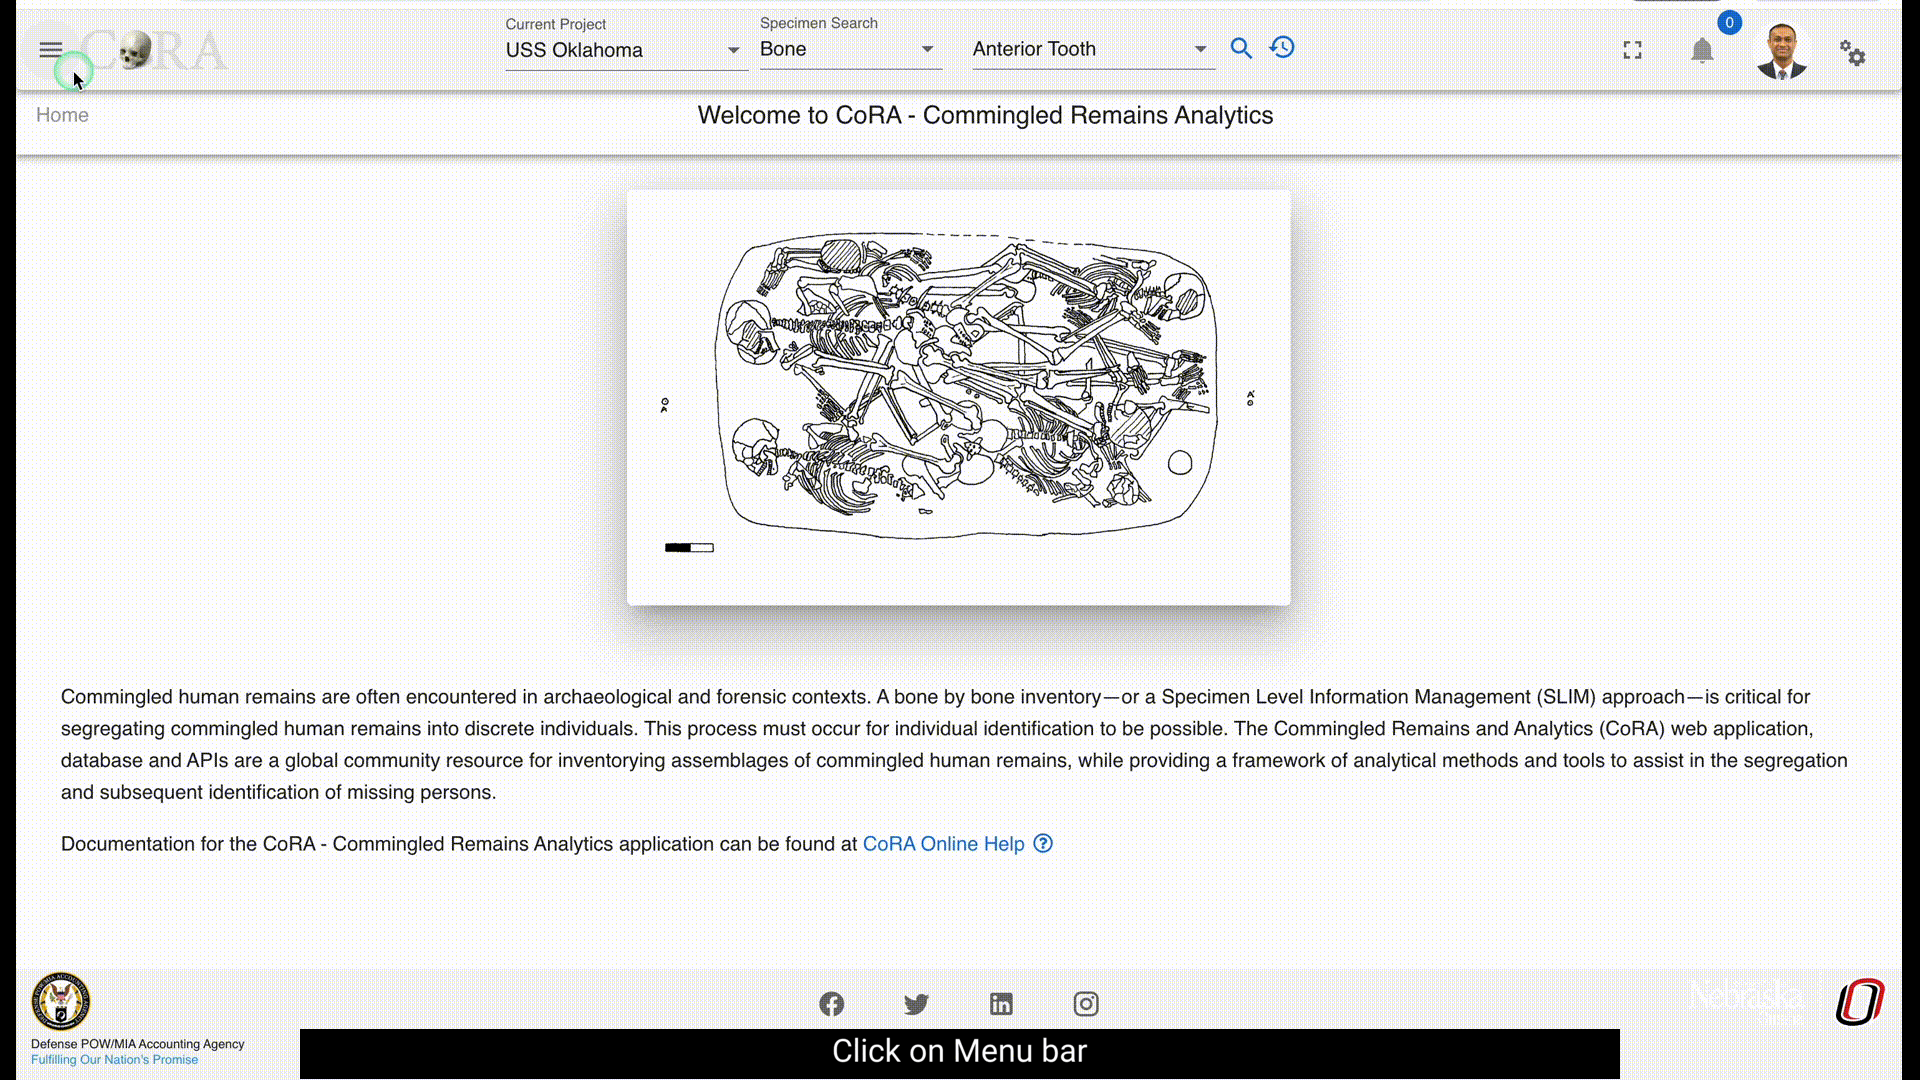 CoRA
Current Project
USS Oklahoma
Specimen Search
Bone
Anterior Tooth
0
Home
Welcome to CoRA - Commingled Remains Analytics
Commingled human remains are often encountered in archaeological and forensic contexts. A bone by bone inventory—or a Specimen Level Information Management (SLIM) approach—is critical for
segregating commingled human remains into discrete individuals. This process must occur for individual identification to be possible. The Commingled Remains and Analytics (CoRA) web application,
database and APIs are a global community resource for inventorying assemblages of commingled human remains, while providing a framework of analytical methods and tools to assist in the segregation
and subsequent identification of missing persons.
Documentation for the CoRA - Commingled Remains Analytics application can be found at CoRA Online Help
Nebraska
Defense POW/MIA Accounting Agency
Fulfilling Our Nation's Promise
Click on Menu bar